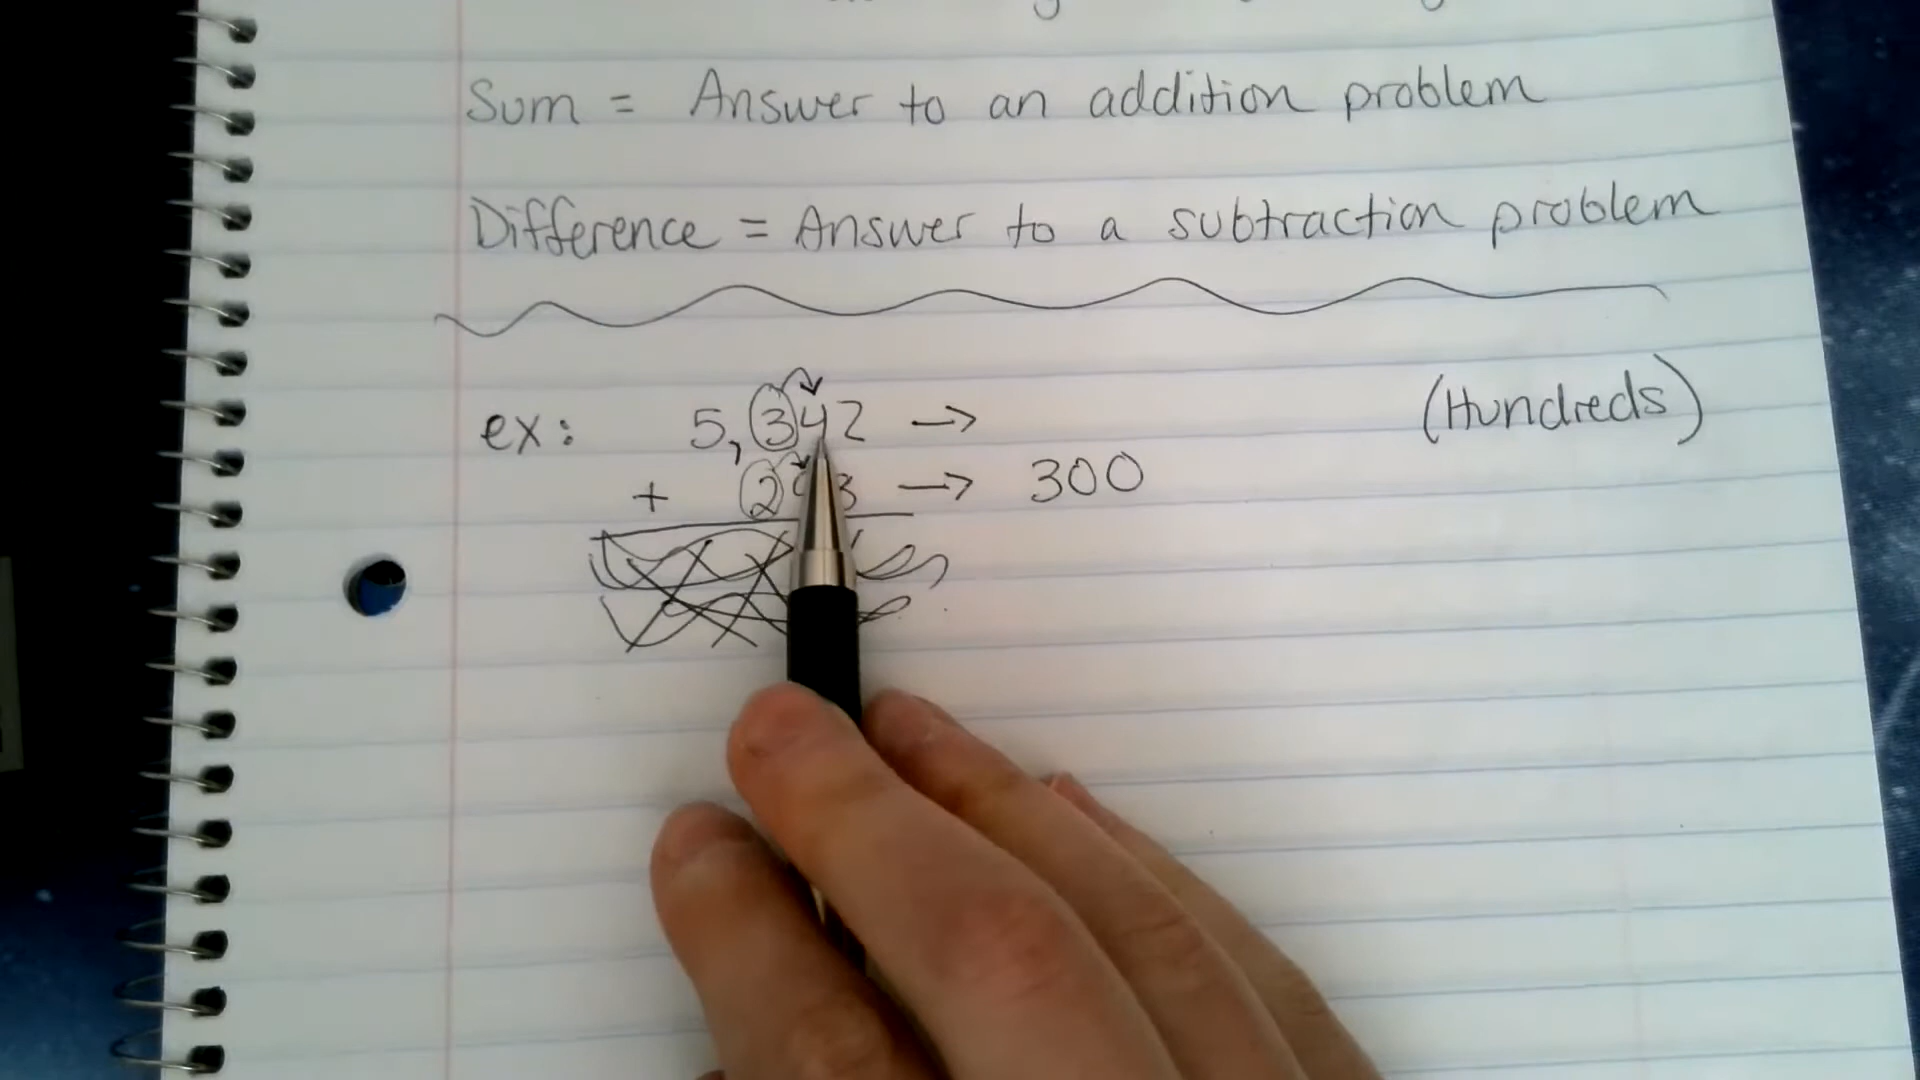 Sum = Answer to an addition problem
Difference = Answer to a subtraction problem
ex: 5,342 → (Hundreds)
+ → 300